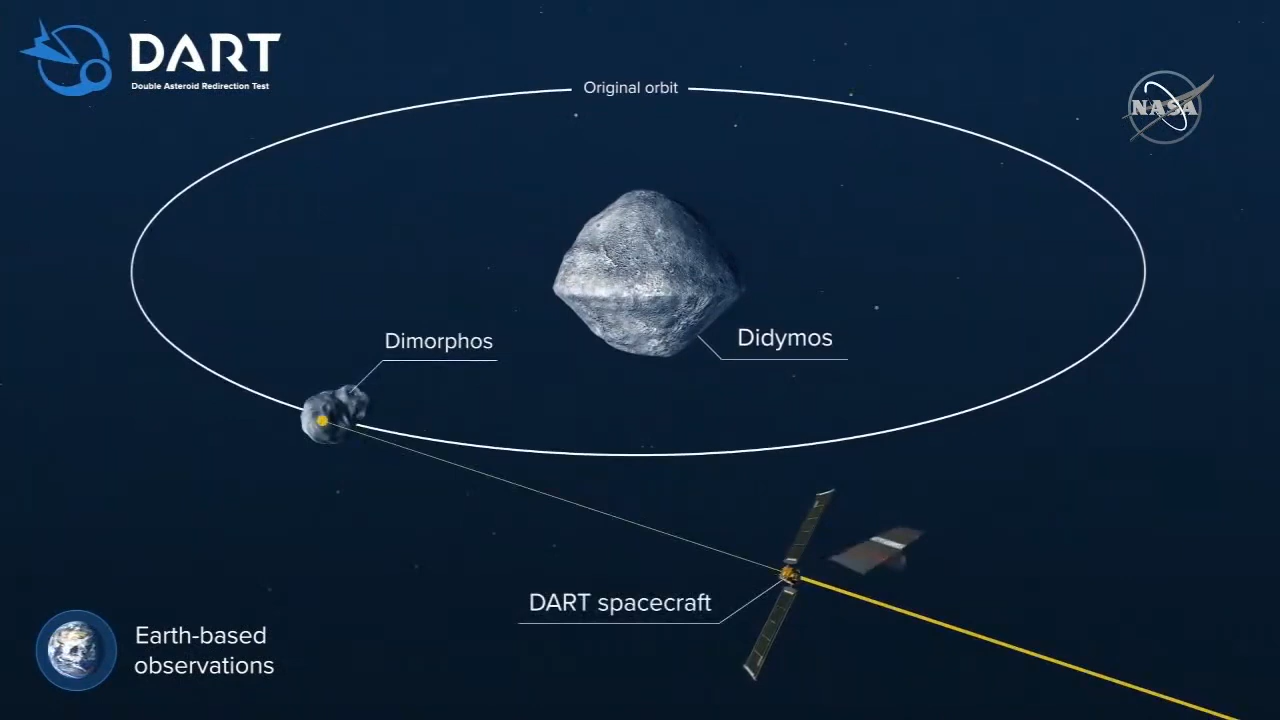 DART
Double Asteroid Redirection Test
Original orbit
NASA
Dimorphos
Didymos
DART spacecraft
Earth-based
observations